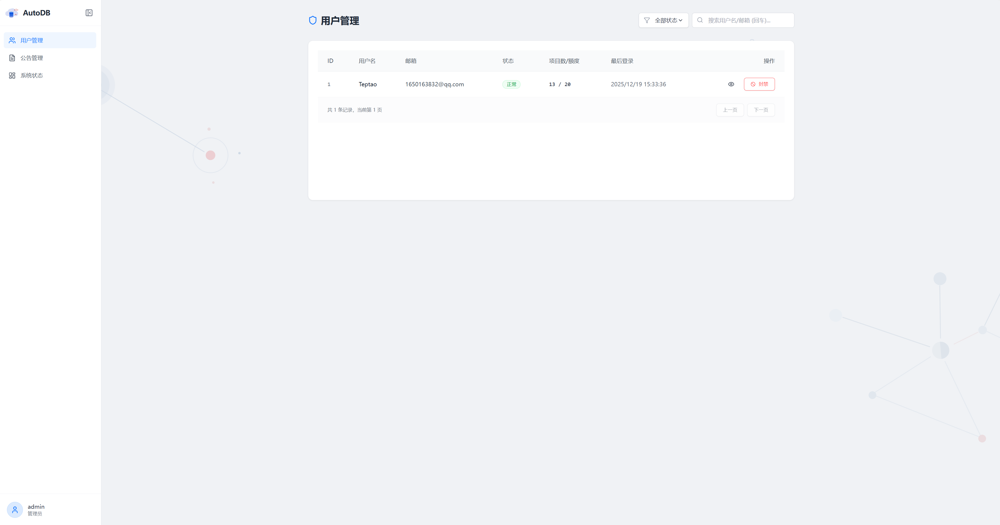 AutoDB
用户管理
公告管理
系统状态
admin
管理员
用户管理
全部状态
搜索用户名/邮箱 (回车)...
ID 用户名 邮箱 状态 项目数/额度 最后登录 操作
1 Teptao 1650163832@qq.com 正常 13 / 20 2025/12/19 15:33:36 封禁
共 1 条记录，当前第 1 页 上一页 下一页